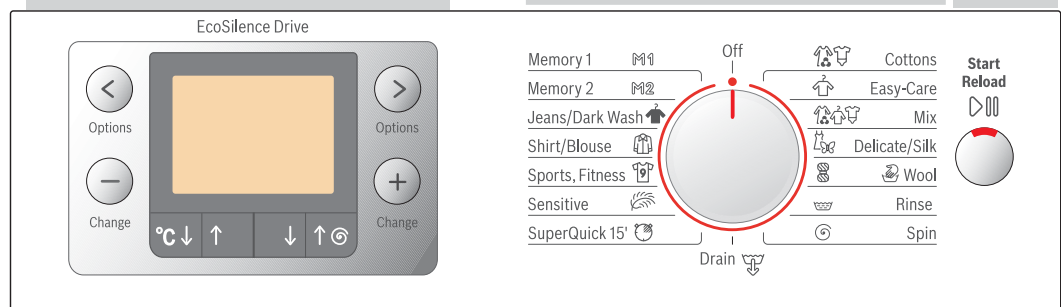 EcoSilence Drive
<
Options
>
Options
−
Change
+
Change
°C ↓ ↑ ↓ ↑
Off
Memory 1 M1
Memory 2 M2
Jeans/Dark Wash
Shirt/Blouse
Sports, Fitness 9
Sensitive
SuperQuick 15'
Cottons
Easy-Care
Mix
Delicate/Silk
Wool
Rinse
Spin
Drain
Start
Reload